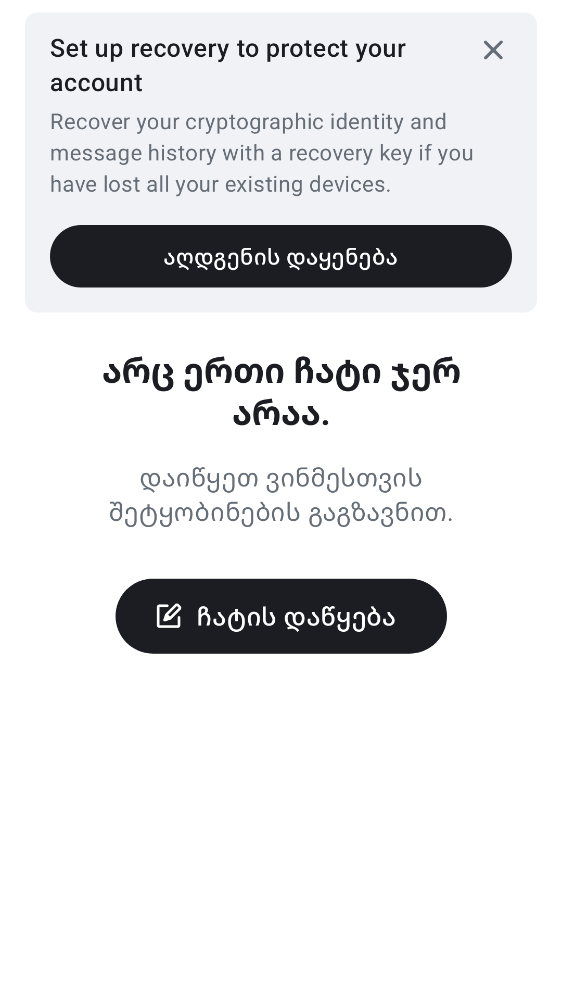 Set up recovery to protect your
account
Recover your cryptographic identity and
message history with a recovery key if you
have lost all your existing devices.
აღდგენის დაყენება
არც ერთი ჩატი ჯერ
არაა.
დაიწყეთ ვინმესთვის
შეტყობინების გაგზავნით.
ჩატის დაწყება